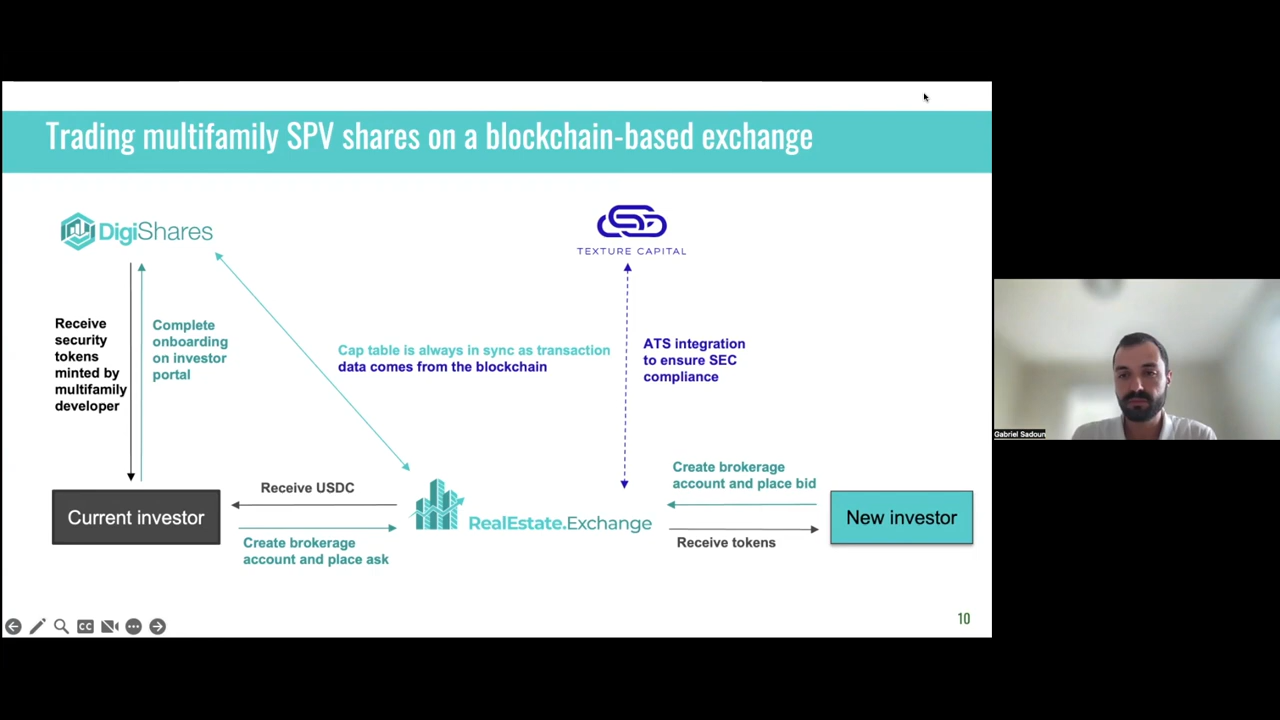 Trading multifamily SPV shares on a blockchain-based exchange
DigiShares
TEXTURE CAPITAL
Receive
security
tokens
minted by
multifamily
developer
Complete
onboarding
on investor
portal
Cap table is always in sync as transaction
data comes from the blockchain
ATS integration
to ensure SEC
compliance
Current investor
Receive USDC
Create brokerage
account and place ask
RealEstate.Exchange
Create brokerage
account and place bid
Receive tokens
New investor
CC
10
Gabriel Sadoun